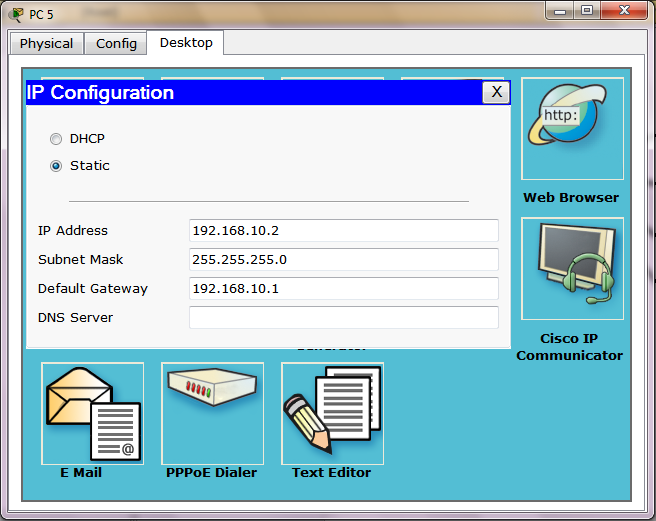 PC 5
Physical Config Desktop
IP Configuration X
DHCP
Static
IP Address 192.168.10.2
Subnet Mask 255.255.255.0
Default Gateway 192.168.10.1
DNS Server
http:
Web Browser
Cisco IP
Communicator
@
E Mail PPPoE Dialer Text Editor